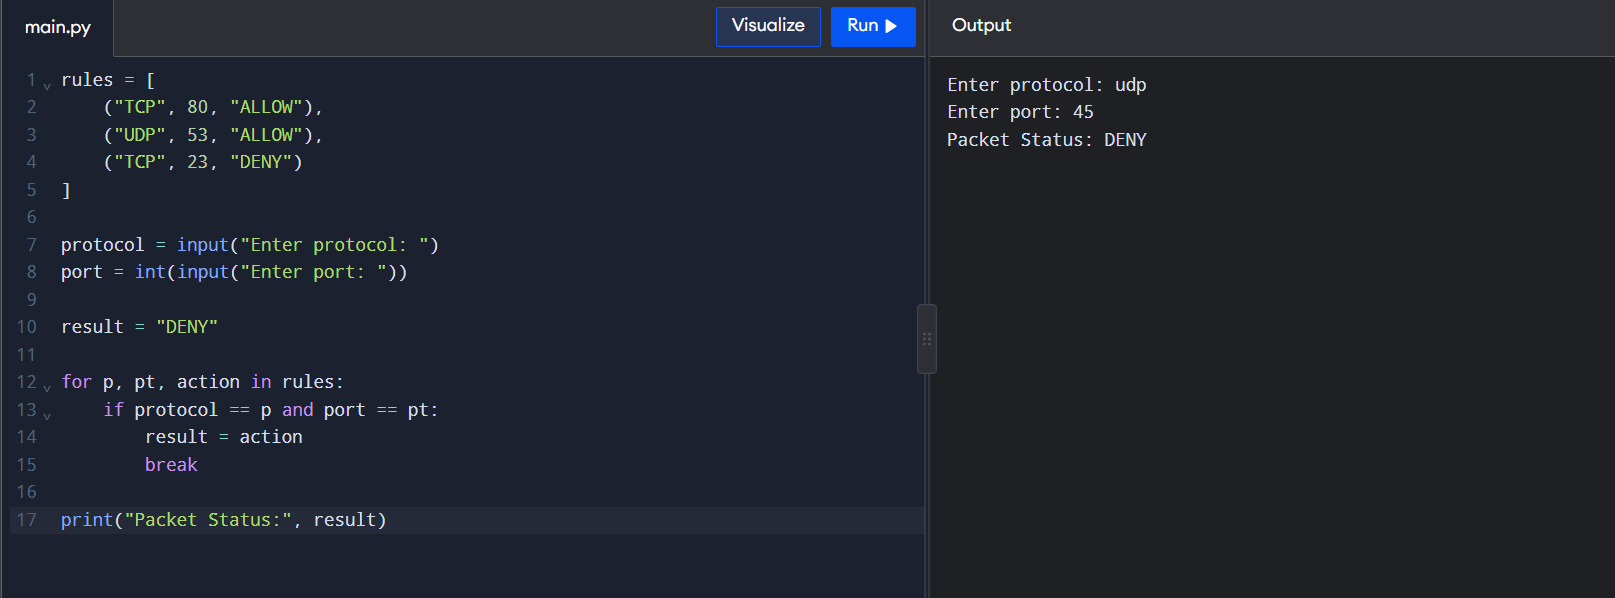 main.py
Visualize
Run
Output
1 rules = [
2     ("TCP", 80, "ALLOW"),
3     ("UDP", 53, "ALLOW"),
4     ("TCP", 23, "DENY")
5 ]
6
7 protocol = input("Enter protocol: ")
8 port = int(input("Enter port: "))
9
10 result = "DENY"
11
12 for p, pt, action in rules:
13     if protocol == p and port == pt:
14         result = action
15         break
16
17 print("Packet Status:", result)
Enter protocol: udp
Enter port: 45
Packet Status: DENY